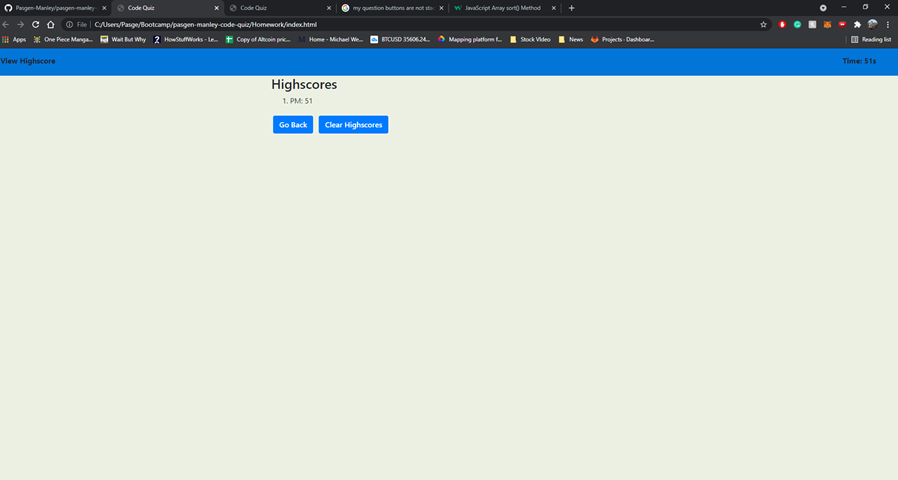 Pasgen-Manley/pasgen-manley-
Code Quiz
Code Quiz
my question buttons are not sta
JavaScript Array sort() Method
File
C:/Users/Pasge/Bootcamp/pasgen-manley-code-quiz/Homework/index.html
Apps
One Piece Manga...
Wait But Why
HowStuffWorks - Le...
Copy of Altcoin pric...
Home - Michael We...
BTCUSD 35606.24...
Mapping platform f...
Stock VIdeo
News
Projects - Dashboar...
Reading list
View Highscore
Time: 51s
Highscores
1. PM: 51
Go Back
Clear Highscores